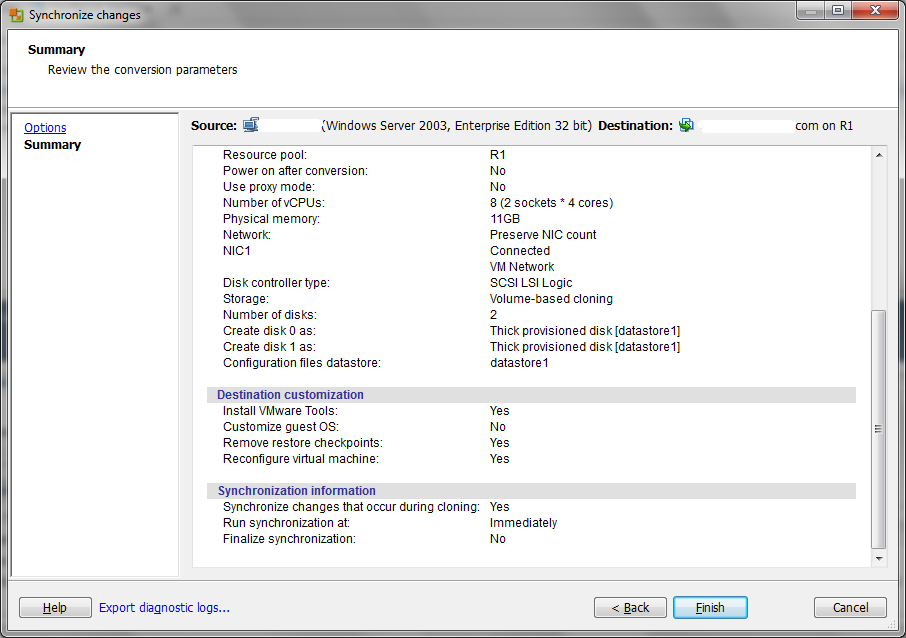 Synchronize changes
Summary
Review the conversion parameters
Options
Summary
Source: (Windows Server 2003, Enterprise Edition 32 bit) Destination: com on R1
Resource pool: R1
Power on after conversion: No
Use proxy mode: No
Number of vCPUs: 8 (2 sockets * 4 cores)
Physical memory: 11GB
Network: Preserve NIC count
NIC1 Connected
VM Network
Disk controller type: SCSI LSI Logic
Storage: Volume-based cloning
Number of disks: 2
Create disk 0 as: Thick provisioned disk [datastore1]
Create disk 1 as: Thick provisioned disk [datastore1]
Configuration files datastore: datastore1
Destination customization
Install VMware Tools: Yes
Customize guest OS: No
Remove restore checkpoints: Yes
Reconfigure virtual machine: Yes
Synchronization information
Synchronize changes that occur during cloning: Yes
Run synchronization at: Immediately
Finalize synchronization: No
Help Export diagnostic logs... < Back Finish Cancel